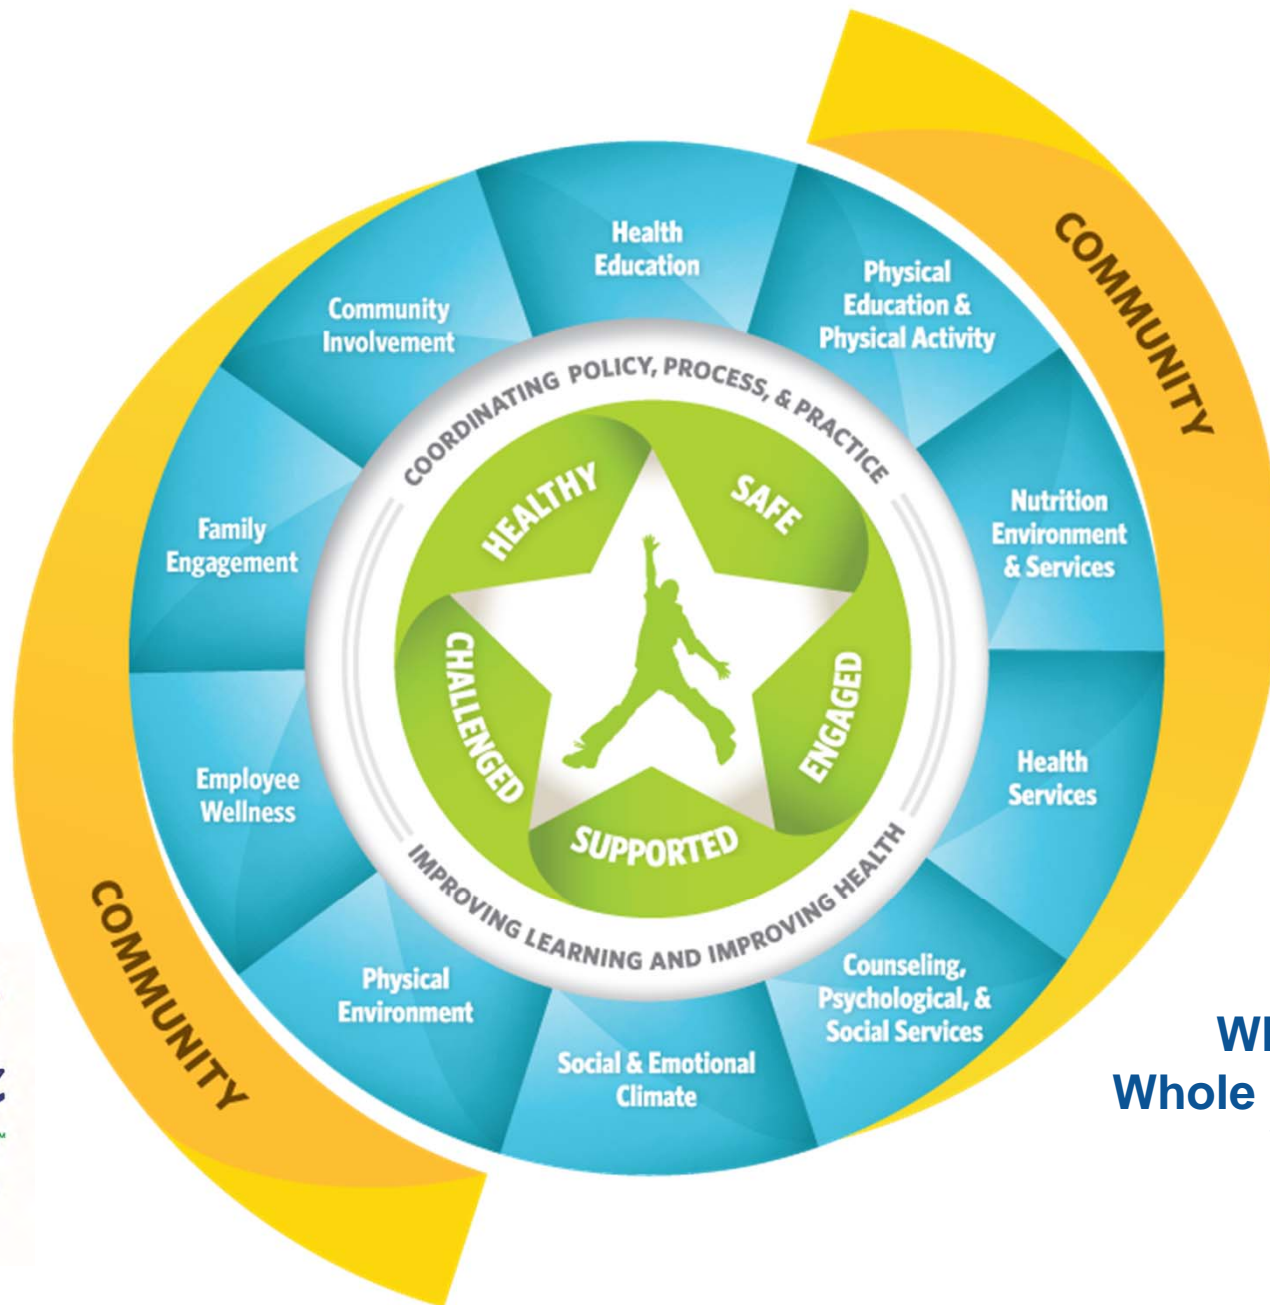 COMMUNITY
Health
Education
Physical
Education &
Physical Activity
Nutrition
Environment
& Services
Health
Services
Counseling,
Psychological, &
Social Services
Social & Emotional
Climate
Physical
Environment
Employee
Wellness
Family
Engagement
Community
Involvement
COORDINATING POLICY, PROCESS, & PRACTICE
IMPROVING LEARNING AND IMPROVING HEALTH
HEALTHY
SAFE
ENGAGED
SUPPORTED
CHALLENGED
COMMUNITY
Whole